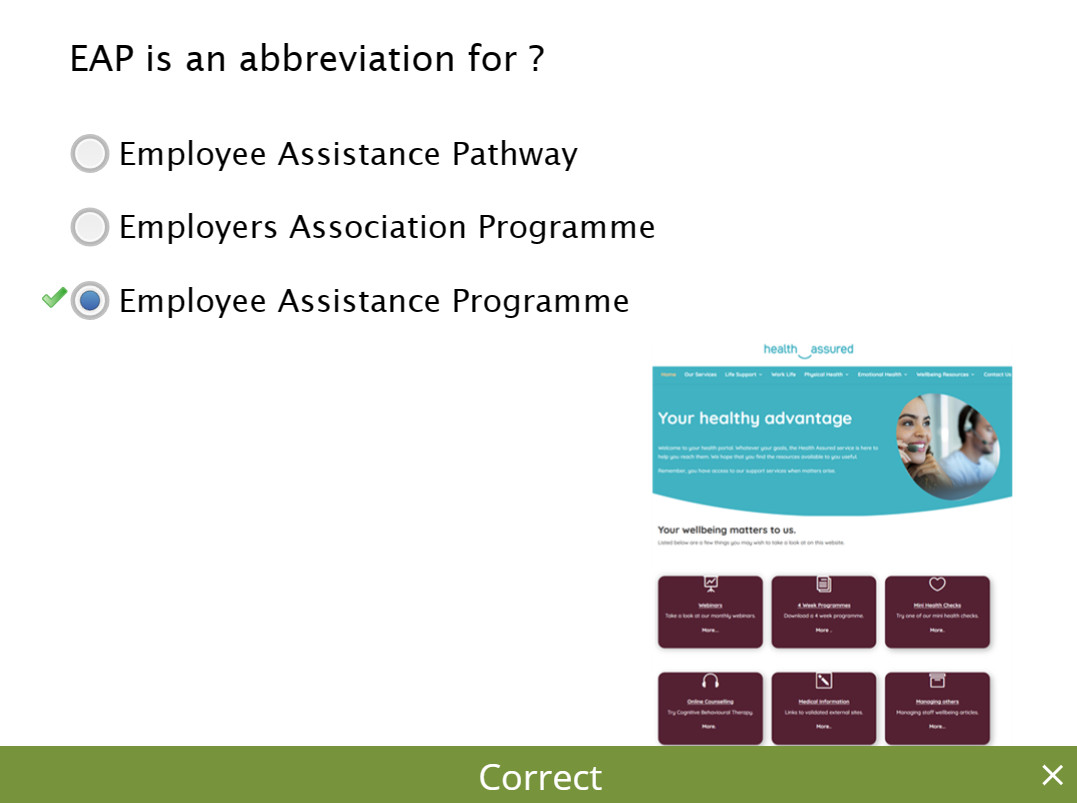 EAP is an abbreviation for ?
Employee Assistance Pathway
Employers Association Programme
Employee Assistance Programme
health assured
Home Our Services Life Support Work Life Physical Health Emotional Health Wellbeing Resources Contact Us
Your healthy advantage
Welcome to your health portal. Whatever your goals, the Health Assured service is here to
help you reach them. We hope that you find the resources available to you useful.
Remember, you have access to our support services when matters arise.
Your wellbeing matters to us.
Listed below are a few things you may wish to take a look at on this website.
Webinars
Take a look at our monthly webinars.
More...
4 Week Programmes
Download a 4 week programme.
More .
Mini Health Checks
Try one of our mini health checks.
More.
Online Counselling
Try Cognitive Behavioural Therapy.
More.
Medical Information
Links to validated external sites.
More..
Managing others
Managing staff wellbeing articles.
More...
Correct